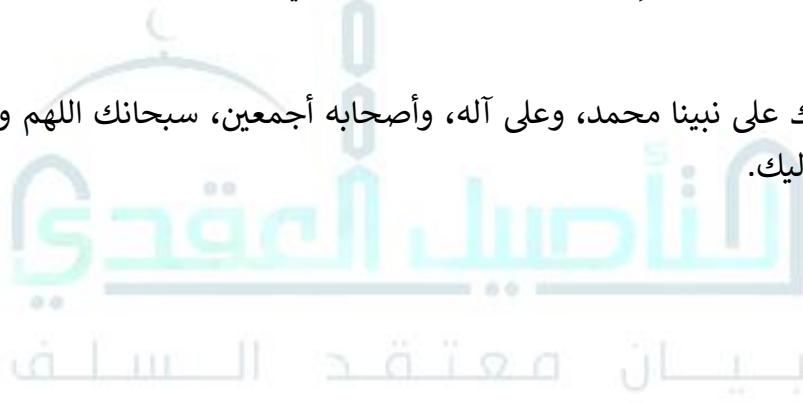 ك على نبينا محمد، وعلى آله، وأصحابه أجمعين، سبحانك اللهم و
ليك.
التأصيل العقدي
بيان معتقد السلف